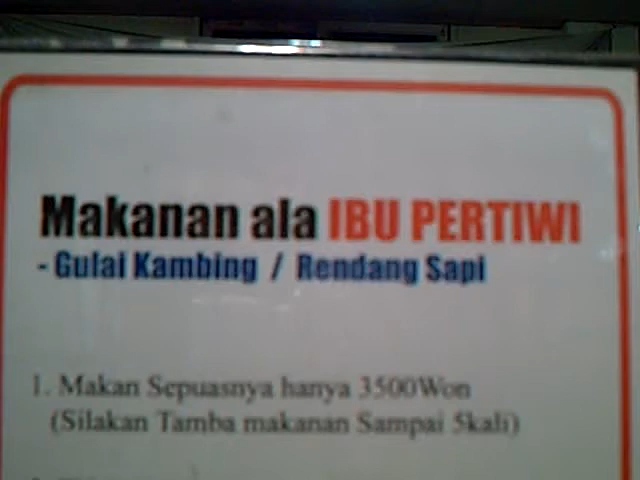 Makanan ala IBU PERTIWI
- Gulai Kambing / Rendang Sapi
1. Makan Sepuasnya hanya 3500Won
(Silakan Tamba makanan Sampai 5kali)